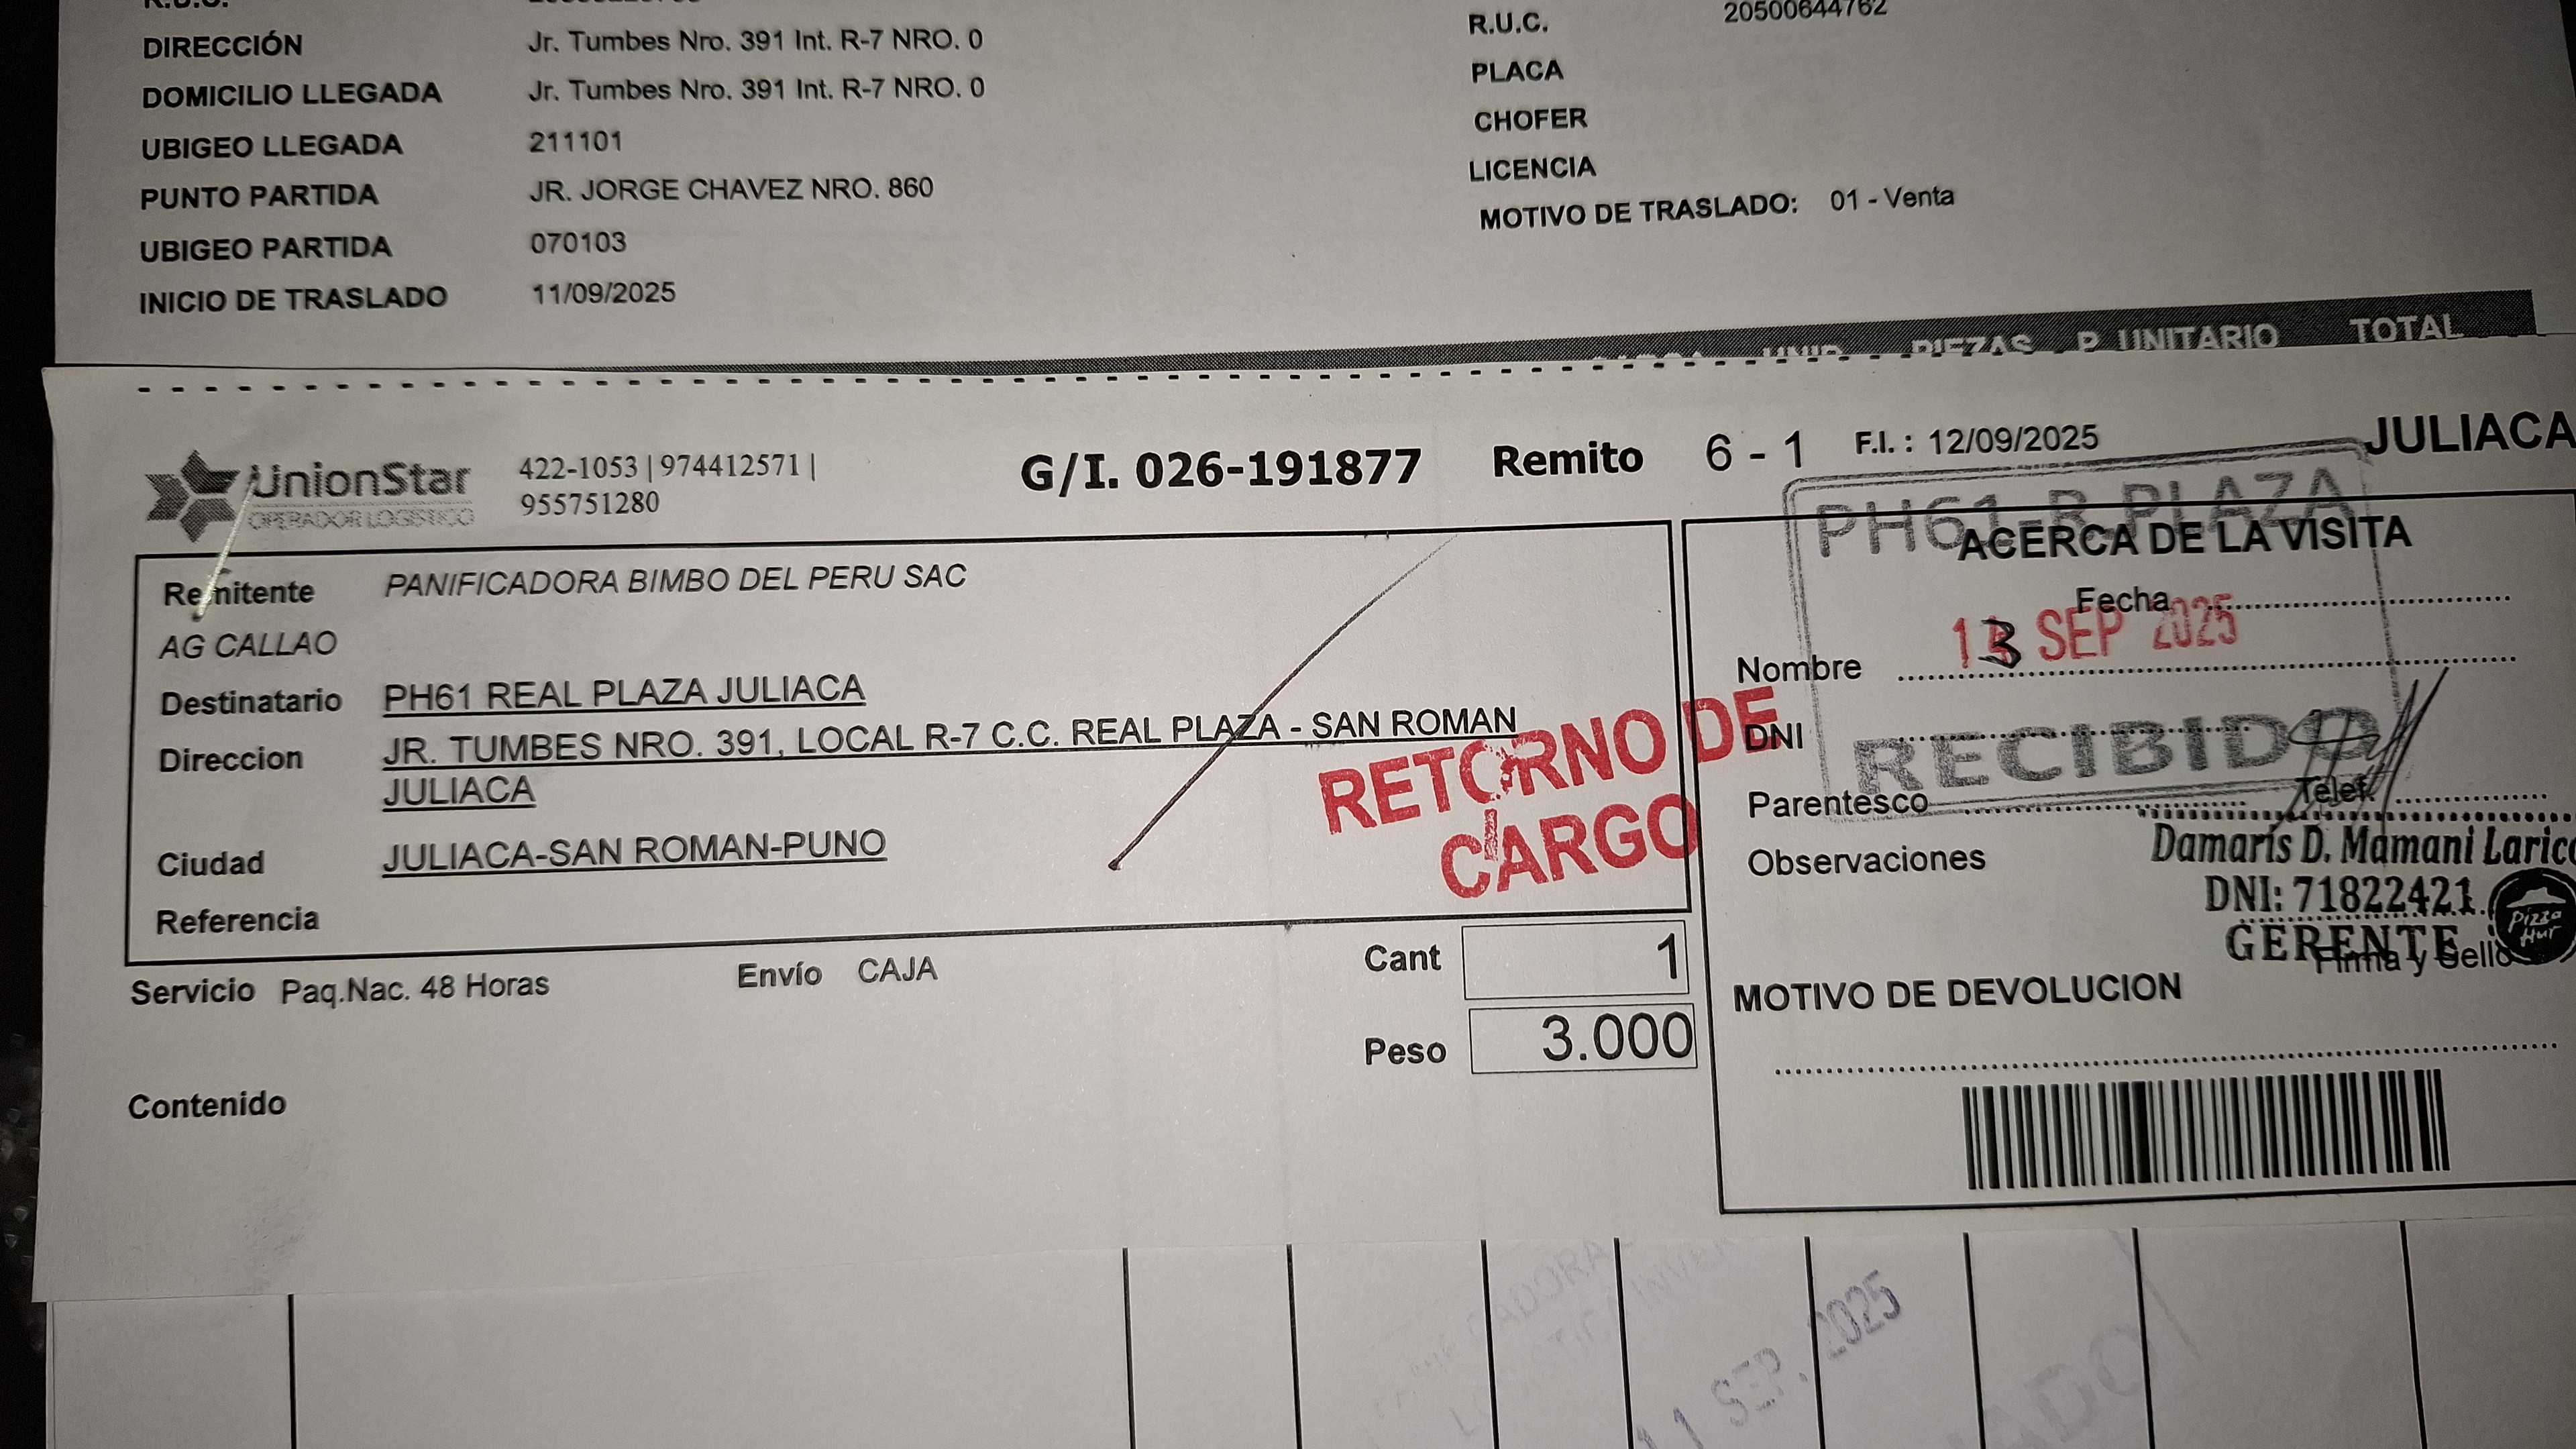 R.U.C.
DIRECCIÓN Jr. Tumbes Nro. 391 Int. R-7 NRO. 0
DOMICILIO LLEGADA Jr. Tumbes Nro. 391 Int. R-7 NRO. 0
UBIGEO LLEGADA 211101
PUNTO PARTIDA JR. JORGE CHAVEZ NRO. 860
UBIGEO PARTIDA 070103
INICIO DE TRASLADO 11/09/2025
R.U.C. 20500644762
PLACA
CHOFER
LICENCIA
MOTIVO DE TRASLADO: 01 - Venta
UNID. PIEZAS P. UNITARIO TOTAL
UnionStar
OPERADOR LOGISTICO
422-1053 | 974412571 |
955751280
G/I. 026-191877 Remito 6 - 1 F.I. : 12/09/2025 JULIACA
Remitente PANIFICADORA BIMBO DEL PERU SAC
AG CALLAO
Destinatario PH61 REAL PLAZA JULIACA
Direccion JR. TUMBES NRO. 391, LOCAL R-7 C.C. REAL PLAZA - SAN ROMAN
JULIACA
Ciudad JULIACA-SAN ROMAN-PUNO
Referencia
RETORNO DE
CARGO
Servicio Paq.Nac. 48 Horas Envío CAJA
Cant 1
Peso 3.000
Contenido
PH61 R PLAZA
ACERCA DE LA VISITA
Fecha
13 SEP 2025
Nombre
DNI
RECIBIDO
Parentesco Telef.
Observaciones
Damaris D. Mamani Larico
DNI: 71822421
GERENTE
Pizza
Hut
Firma y Sello
MOTIVO DE DEVOLUCION
11 SEP. 2025